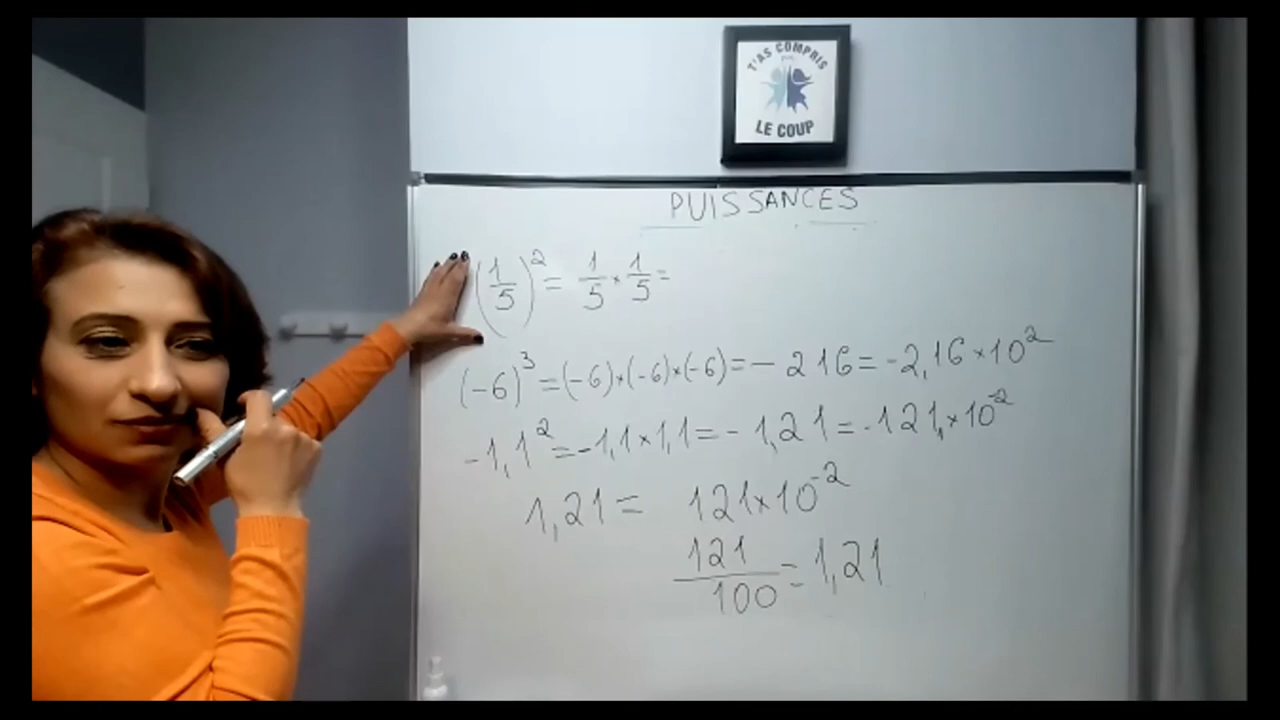 T'AS COMPRIS
LE COUP
PUISSANCES
(1/5)² = 1/5 × 1/5 =
(-6)³ = (-6)×(-6)×(-6) = - 216 = -2,16×10²
-1,1² = -1,1×1,1 = - 1,21 = -121,×10⁻²
1,21 = 121×10⁻²
121/100 = 1,21